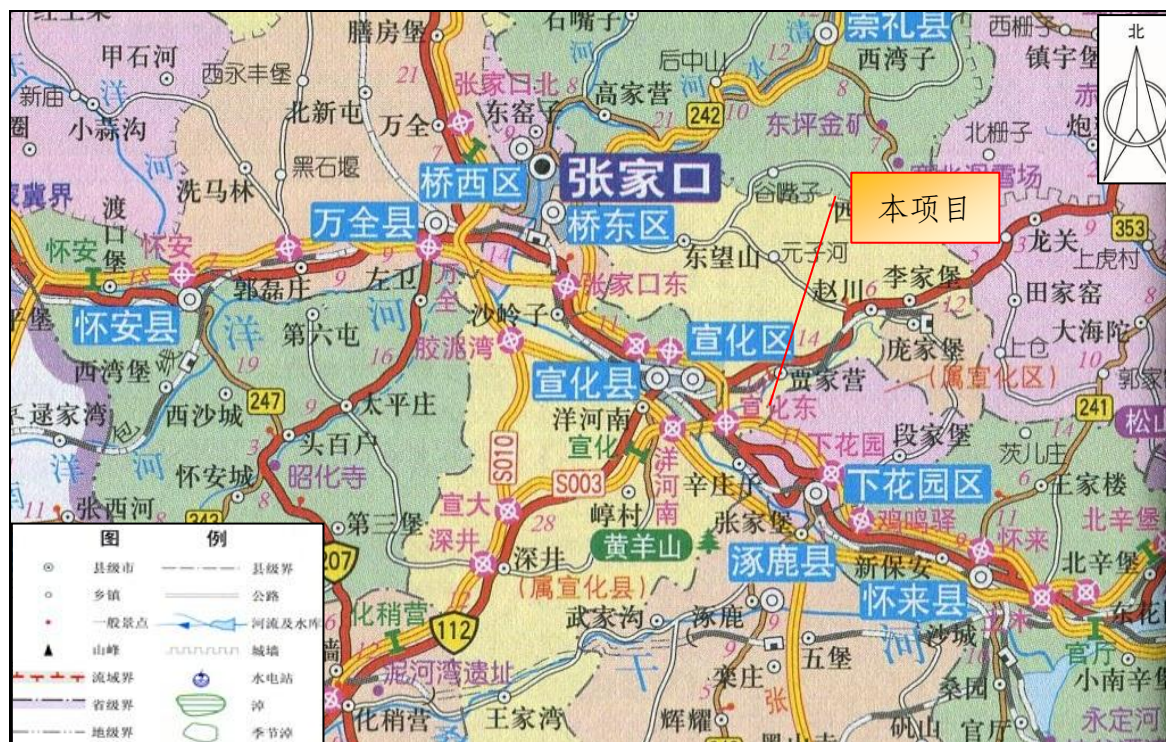 石嘴子
崇礼县
西栅子
镇宇堡
北
甲石河
膳房堡
后中山
西湾子
新庙
洋
西永丰堡
张家口北
高家营
242
小蒜沟
北新屯
万全
东窑子
东坪金矿
北栅子
河
黑石堰
桥西区
张家口
谷嘴子
本项目
洗马林
渡口堡
万全县
桥东区
东望山
元子河
龙关
353
上虎村
怀安
怀安
郭磊庄
左卫
万全
张家口东
赵川
李家堡
田家窑
怀安县
洋
河
第六屯
沙岭子
胶泥湾
宣化区
庞家堡
上仓
大海陀
西湾堡
宣化县
贾家营
(属宣化区)
西沙城
247
太平庄
洋河南
宣化东
241
逯家湾
头百户
S010
宣化
下花园
段家堡
茨儿庄
洋
河
怀安城
昭化寺
S003
洋河南
辛庄子
下花园区
王家楼
张西河
宣大
崞村
张家堡
鸡鸣驿
北辛堡
第三堡
深井
深井
黄羊山
涿鹿县
新保安
怀来
北辛堡
207
(属宣化县)
怀来县
化稍营
武家沟
涿鹿
沙城
112
五堡
官厅
泥河湾遗址
栾庄
桑园
小南辛堡
化稍营
王家湾
辉耀
矾山
官厅
永定河
图 例
县级市
县级界
乡镇
公路
一般景点
河流及水库
山峰
城墙
流域界
水电站
省级界
淖
地级界
季节淖